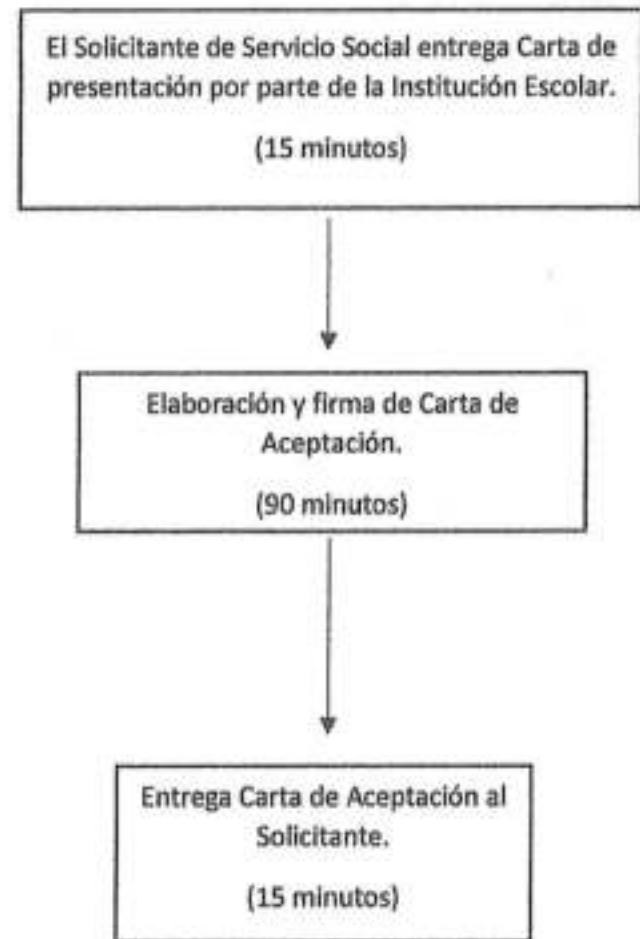 El Solicitante de Servicio Social entrega Carta de
presentación por parte de la Institución Escolar.
(15 minutos)
Elaboración y firma de Carta de
Aceptación.
(90 minutos)
Entrega Carta de Aceptación al
Solicitante.
(15 minutos)